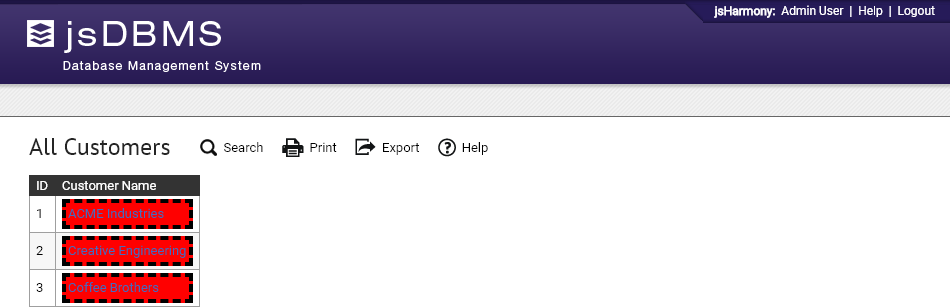 jsHarmony: Admin User | Help | Logout
jsDBMS
Database Management System
All Customers Search Print Export Help
ID Customer Name
1 ACME Industries
2 Creative Engineering
3 Coffee Brothers